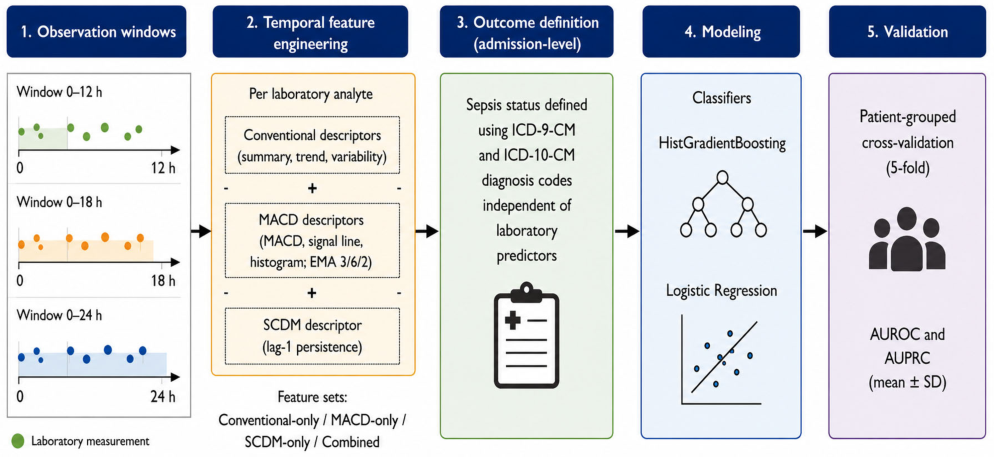 1. Observation windows
Window 0–12 h
0
12 h
Window 0–18 h
0
18 h
Window 0–24 h
0
24 h
Laboratory measurement
2. Temporal feature
engineering
Per laboratory analyte
Conventional descriptors
(summary, trend, variability)
- + -
MACD descriptors
(MACD, signal line,
histogram; EMA 3/6/2)
- + -
SCDM descriptor
(lag-1 persistence)
Feature sets:
Conventional-only / MACD-only /
SCDM-only / Combined
3. Outcome definition
(admission-level)
Sepsis status defined
using ICD-9-CM
and ICD-10-CM
diagnosis codes
independent of
laboratory
predictors
4. Modeling
Classifiers
HistGradientBoosting
Logistic Regression
5. Validation
Patient-grouped
cross-validation
(5-fold)
AUROC and
AUPRC
(mean ± SD)